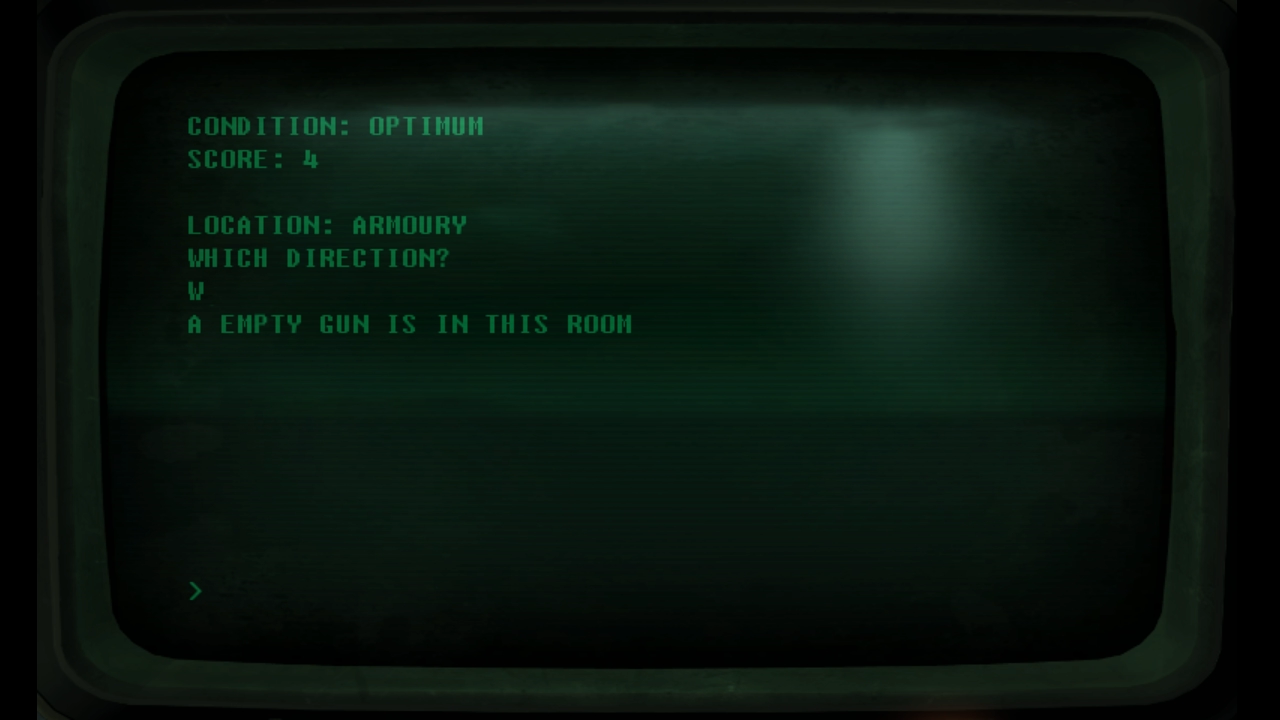 CONDITION: OPTIMUM
SCORE: 4
LOCATION: ARMOURY
WHICH DIRECTION?
W
A EMPTY GUN IS IN THIS ROOM
>